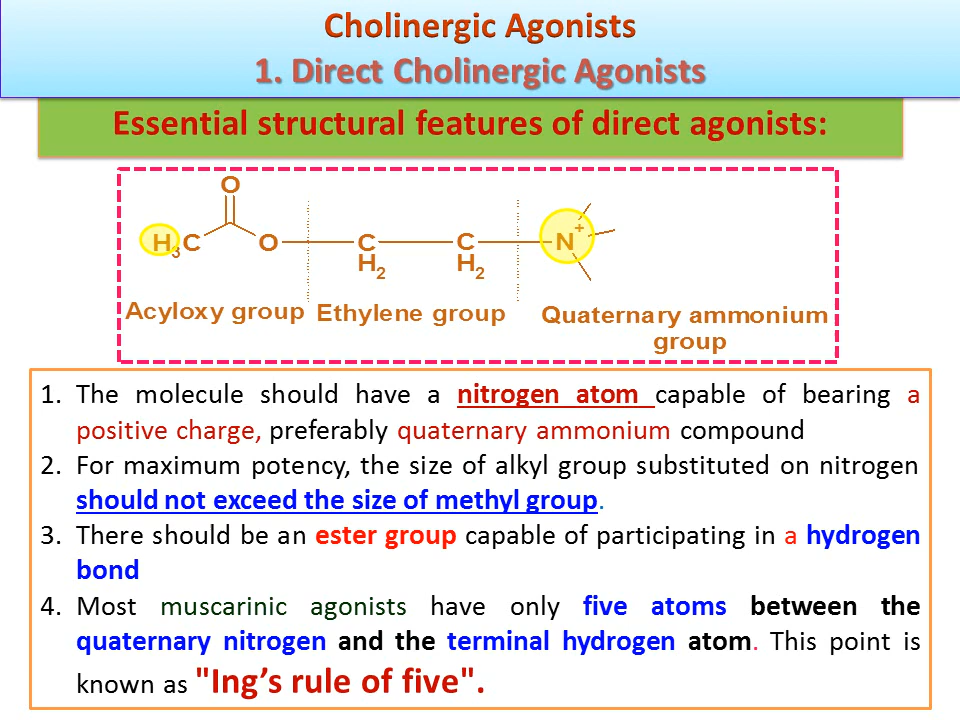 Cholinergic Agonists
1. Direct Cholinergic Agonists
Essential structural features of direct agonists:
O
H3C O C C N+
H2 H2
Acyloxy group Ethylene group Quaternary ammonium
group
1. The molecule should have a nitrogen atom capable of bearing a
positive charge, preferably quaternary ammonium compound
2. For maximum potency, the size of alkyl group substituted on nitrogen
should not exceed the size of methyl group.
3. There should be an ester group capable of participating in a hydrogen
bond
4. Most muscarinic agonists have only five atoms between the
quaternary nitrogen and the terminal hydrogen atom. This point is
known as "Ing’s rule of five".